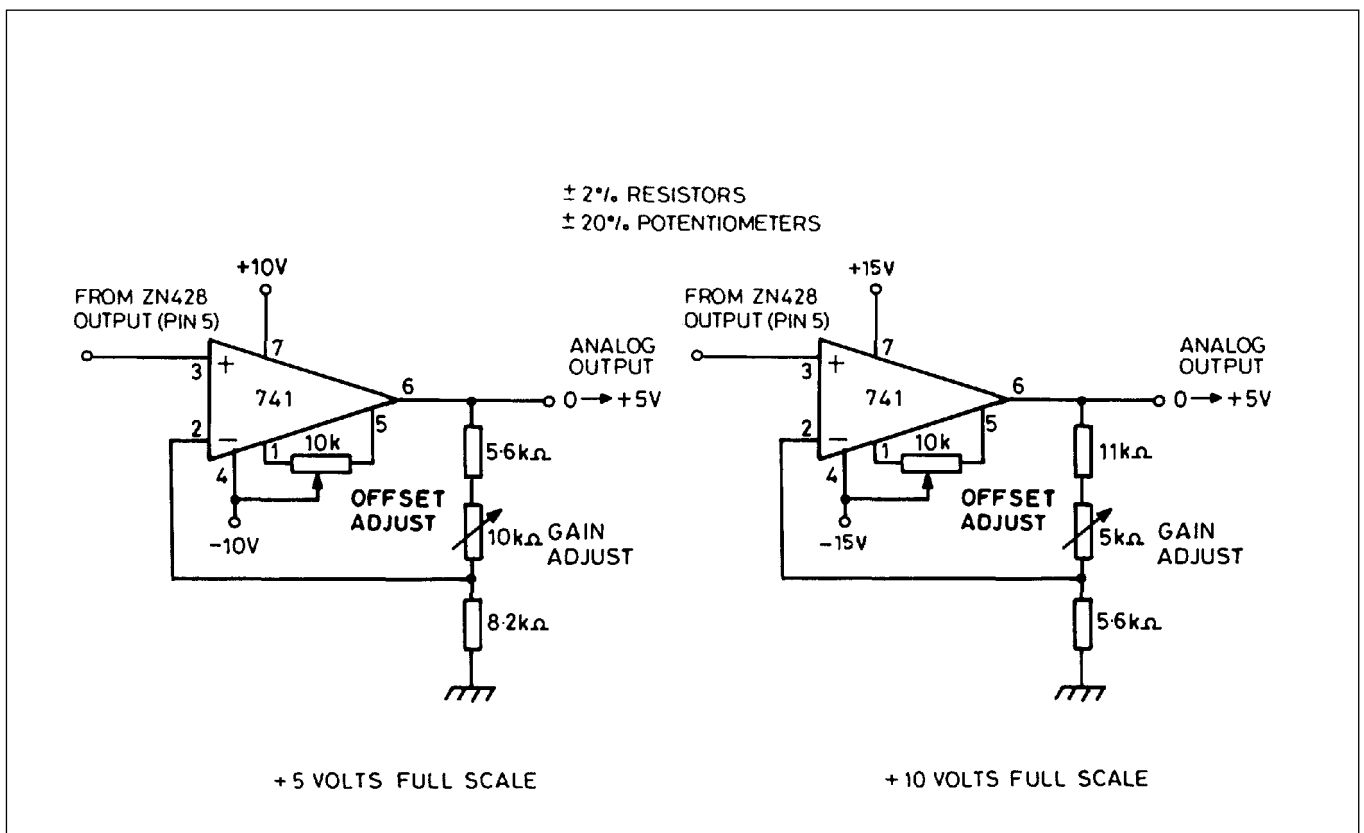 ± 2% RESISTORS
± 20% POTENTIOMETERS
+10V
FROM ZN428
OUTPUT (PIN 5)
7
3
+
741
6
ANALOG
OUTPUT
0→+5V
2
−
1
10k
5
4
OFFSET
ADJUST
-10V
5.6kΩ
10kΩ GAIN
ADJUST
8.2kΩ
+5 VOLTS FULL SCALE
+15V
FROM ZN428
OUTPUT (PIN 5)
7
3
+
741
6
ANALOG
OUTPUT
0→+5V
2
−
1
10k
5
4
OFFSET
ADJUST
-15V
11kΩ
5kΩ GAIN
ADJUST
5.6kΩ
+10 VOLTS FULL SCALE